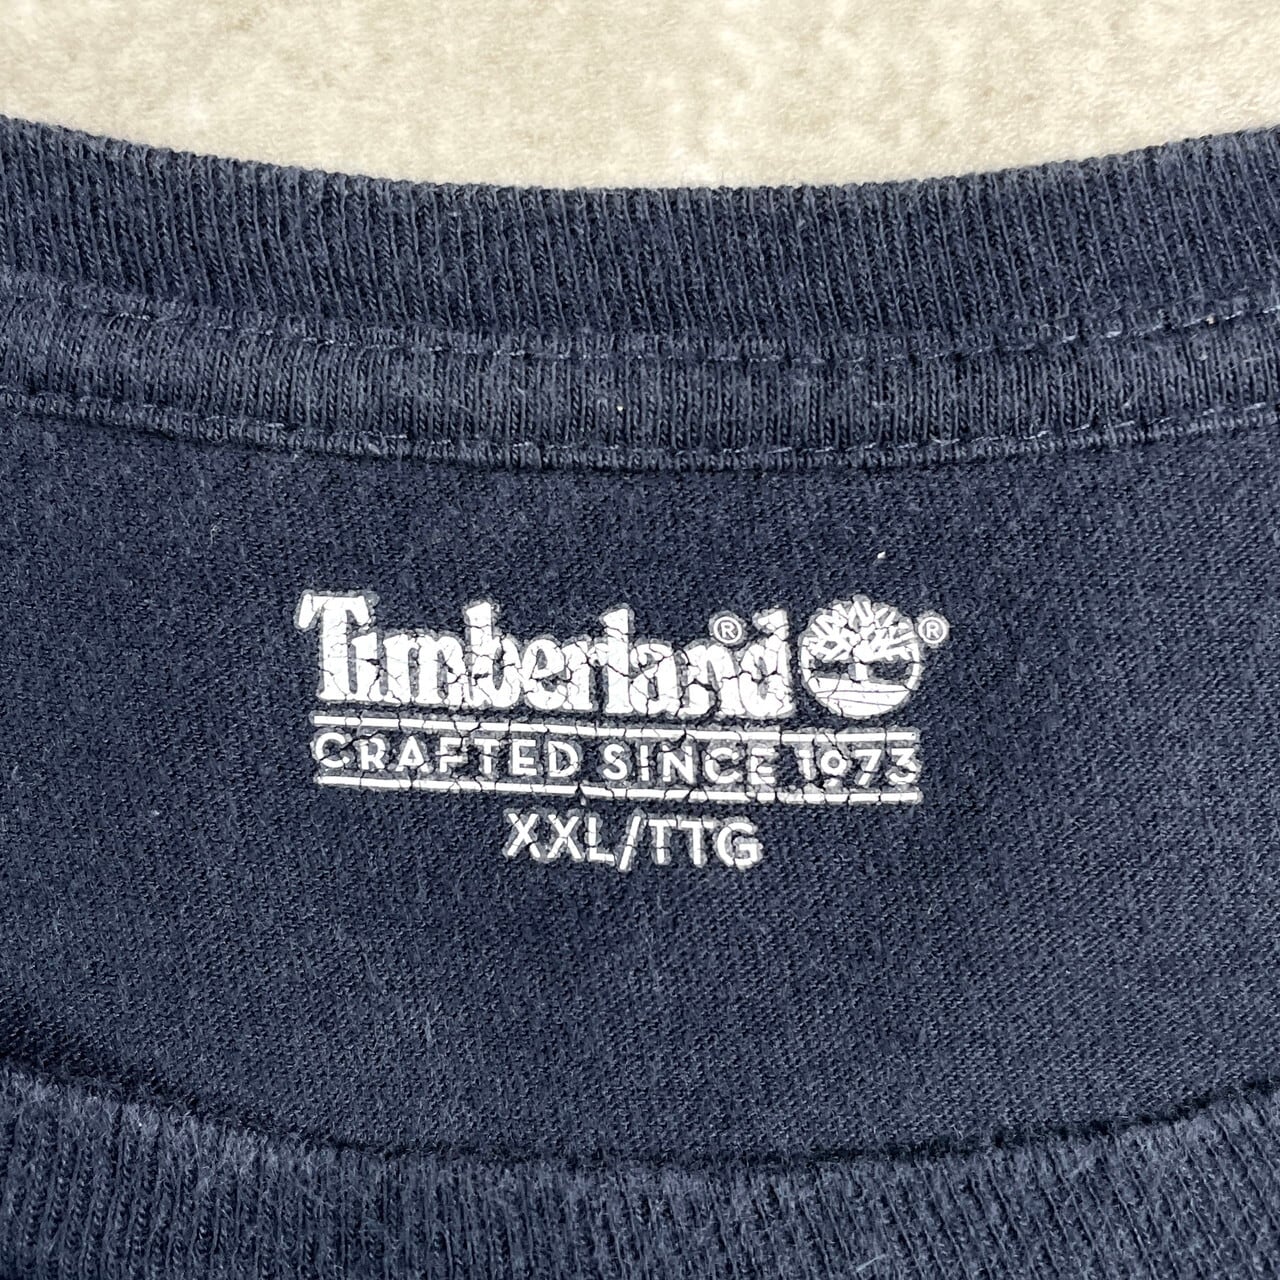 Timberland® ®
CRAFTED SINCE 1973
XXL/TTG